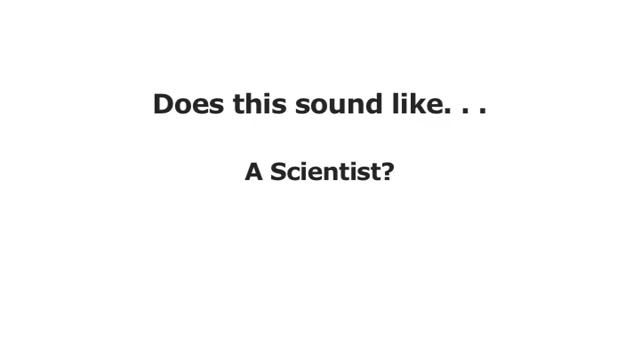 Does this sound like. . .
A Scientist?